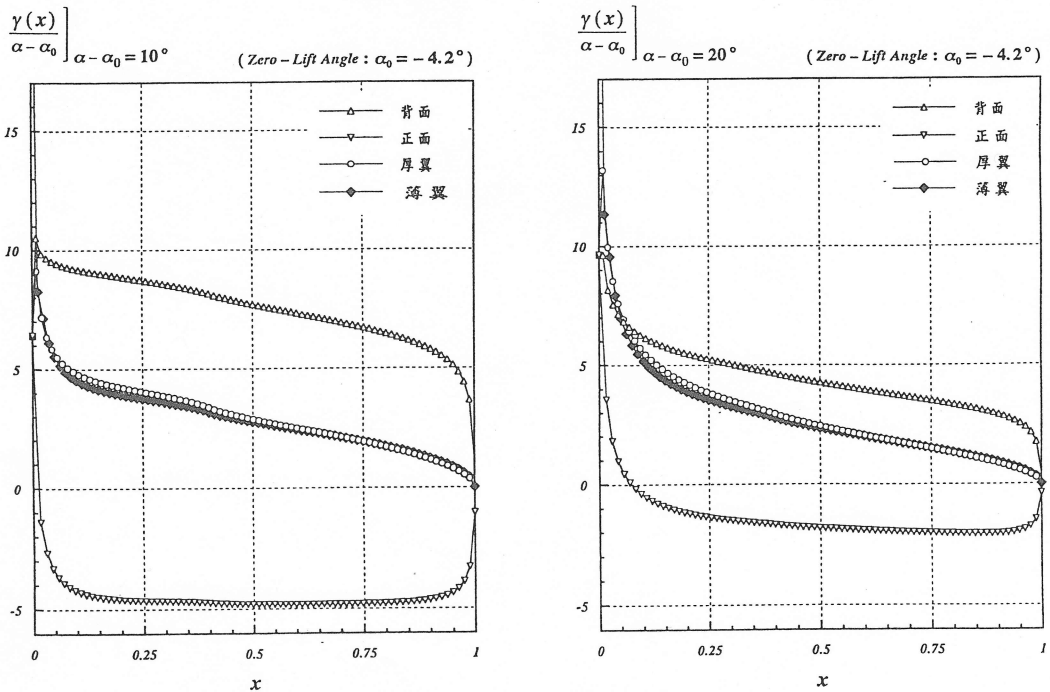 γ(x)
α − α₀ ] α − α₀ = 10° (Zero − Lift Angle : α₀ = − 4.2°)
背面
正面
厚翼
薄翼
15
10
5
0
-5
0 0.25 0.5 0.75 1
x
γ(x)
α − α₀ ] α − α₀ = 20° (Zero − Lift Angle : α₀ = − 4.2°)
背面
正面
厚翼
薄翼
15
10
5
0
-5
0 0.25 0.5 0.75 1
x